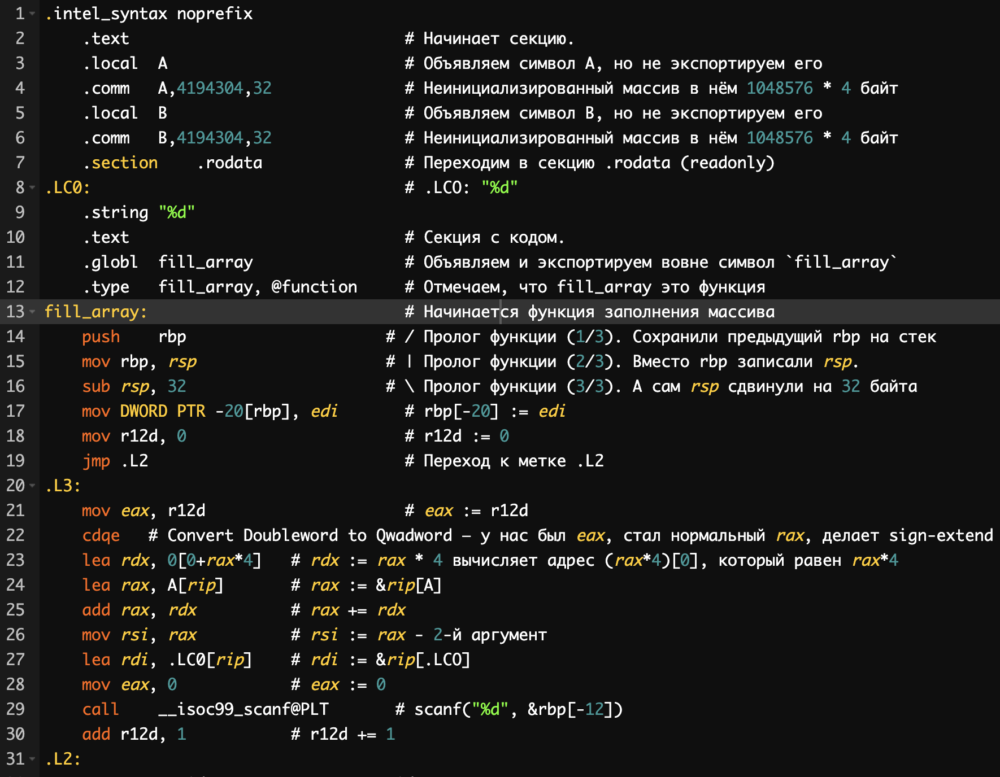 1 .intel_syntax noprefix
2 .text # Начинает секцию.
3 .local A # Объявляем символ A, но не экспортируем его
4 .comm A,4194304,32 # Неинициализированный массив в нём 1048576 * 4 байт
5 .local B # Объявляем символ B, но не экспортируем его
6 .comm B,4194304,32 # Неинициализированный массив в нём 1048576 * 4 байт
7 .section .rodata # Переходим в секцию .rodata (readonly)
8 .LC0: # .LCO: "%d"
9 .string "%d"
10 .text # Секция с кодом.
11 .globl fill_array # Объявляем и экспортируем вовне символ `fill_array`
12 .type fill_array, @function # Отмечаем, что fill_array это функция
13 fill_array: # Начинается функция заполнения массива
14 push rbp # / Пролог функции (1/3). Сохранили предыдущий rbp на стек
15 mov rbp, rsp # | Пролог функции (2/3). Вместо rbp записали rsp.
16 sub rsp, 32 # \ Пролог функции (3/3). А сам rsp сдвинули на 32 байта
17 mov DWORD PTR -20[rbp], edi # rbp[-20] := edi
18 mov r12d, 0 # r12d := 0
19 jmp .L2 # Переход к метке .L2
20 .L3:
21 mov eax, r12d # eax := r12d
22 cdqe # Convert Doubleword to Qwadword — у нас был eax, стал нормальный rax, делает sign-extend
23 lea rdx, 0[0+rax*4] # rdx := rax * 4 вычисляет адрес (rax*4)[0], который равен rax*4
24 lea rax, A[rip] # rax := &rip[A]
25 add rax, rdx # rax += rdx
26 mov rsi, rax # rsi := rax - 2-й аргумент
27 lea rdi, .LC0[rip] # rdi := &rip[.LCO]
28 mov eax, 0 # eax := 0
29 call __isoc99_scanf@PLT # scanf("%d", &rbp[-12])
30 add r12d, 1 # r12d += 1
31 .L2: